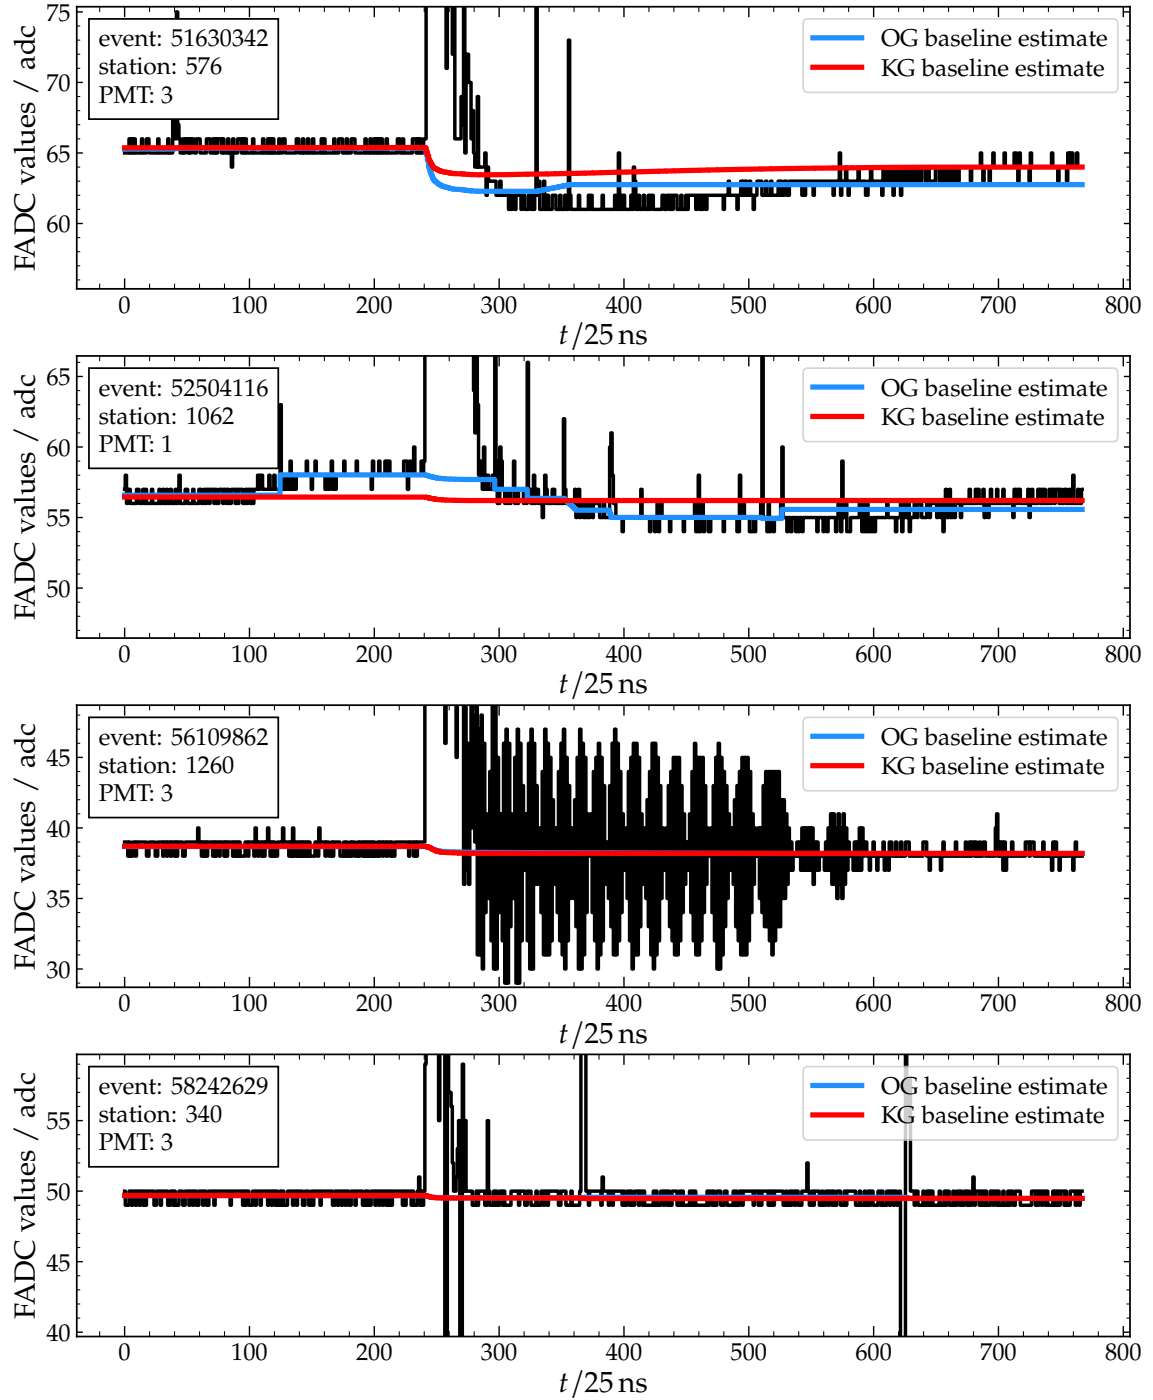 FADC values / adc
75
70
65
60
event: 51630342
station: 576
PMT: 3
OG baseline estimate
KG baseline estimate
0 100 200 300 400 500 600 700 800
t/25 ns
FADC values / adc
65
60
55
50
event: 52504116
station: 1062
PMT: 1
OG baseline estimate
KG baseline estimate
0 100 200 300 400 500 600 700 800
t/25 ns
FADC values / adc
45
40
35
30
event: 56109862
station: 1260
PMT: 3
OG baseline estimate
KG baseline estimate
0 100 200 300 400 500 600 700 800
t/25 ns
FADC values / adc
55
50
45
40
event: 58242629
station: 340
PMT: 3
OG baseline estimate
KG baseline estimate
0 100 200 300 400 500 600 700 800
t/25 ns